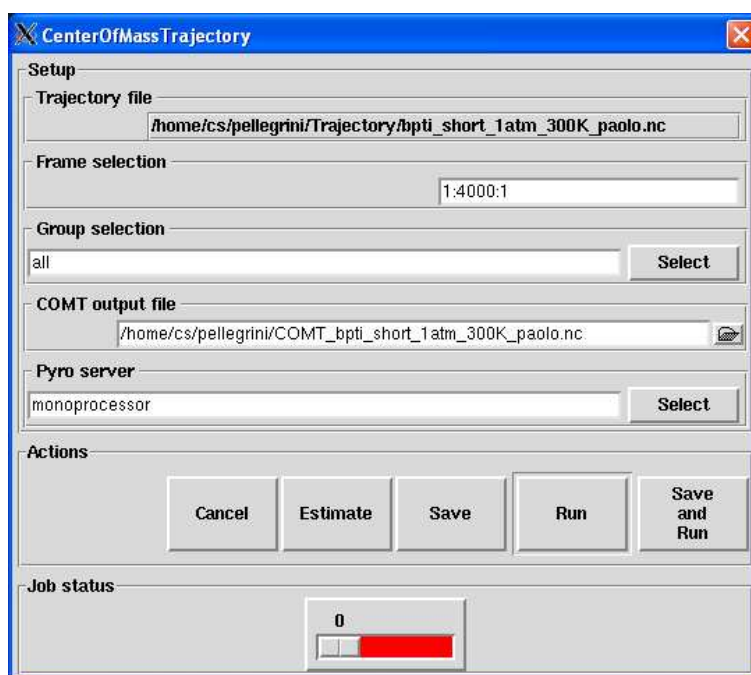 CenterOfMassTrajectory
Setup
Trajectory file
/home/cs/pellegrini/Trajectory/bpti_short_1atm_300K_paolo.nc
Frame selection
1:4000:1
Group selection
all
Select
COMT output file
/home/cs/pellegrini/COMT_bpti_short_1atm_300K_paolo.nc
Pyro server
monoprocessor
Select
Actions
Cancel
Estimate
Save
Run
Save
and
Run
Job status
0